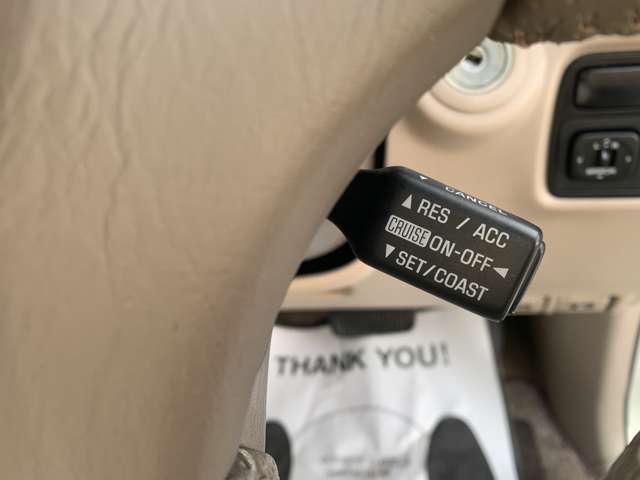 CANCEL
RES / ACC
CRUISE ON-OFF
SET/COAST
THANK YOU!